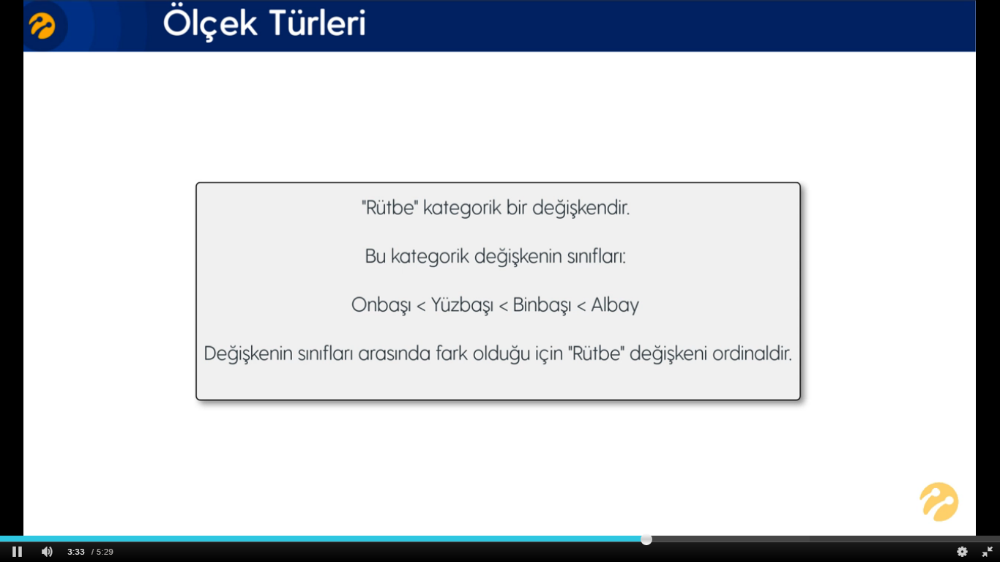 Ölçek Türleri
"Rütbe" kategorik bir değişkendir.
Bu kategorik değişkenin sınıfları:
Onbaşı < Yüzbaşı < Binbaşı < Albay
Değişkenin sınıfları arasında fark olduğu için "Rütbe" değişkeni ordinaldir.
3:33 / 5:29